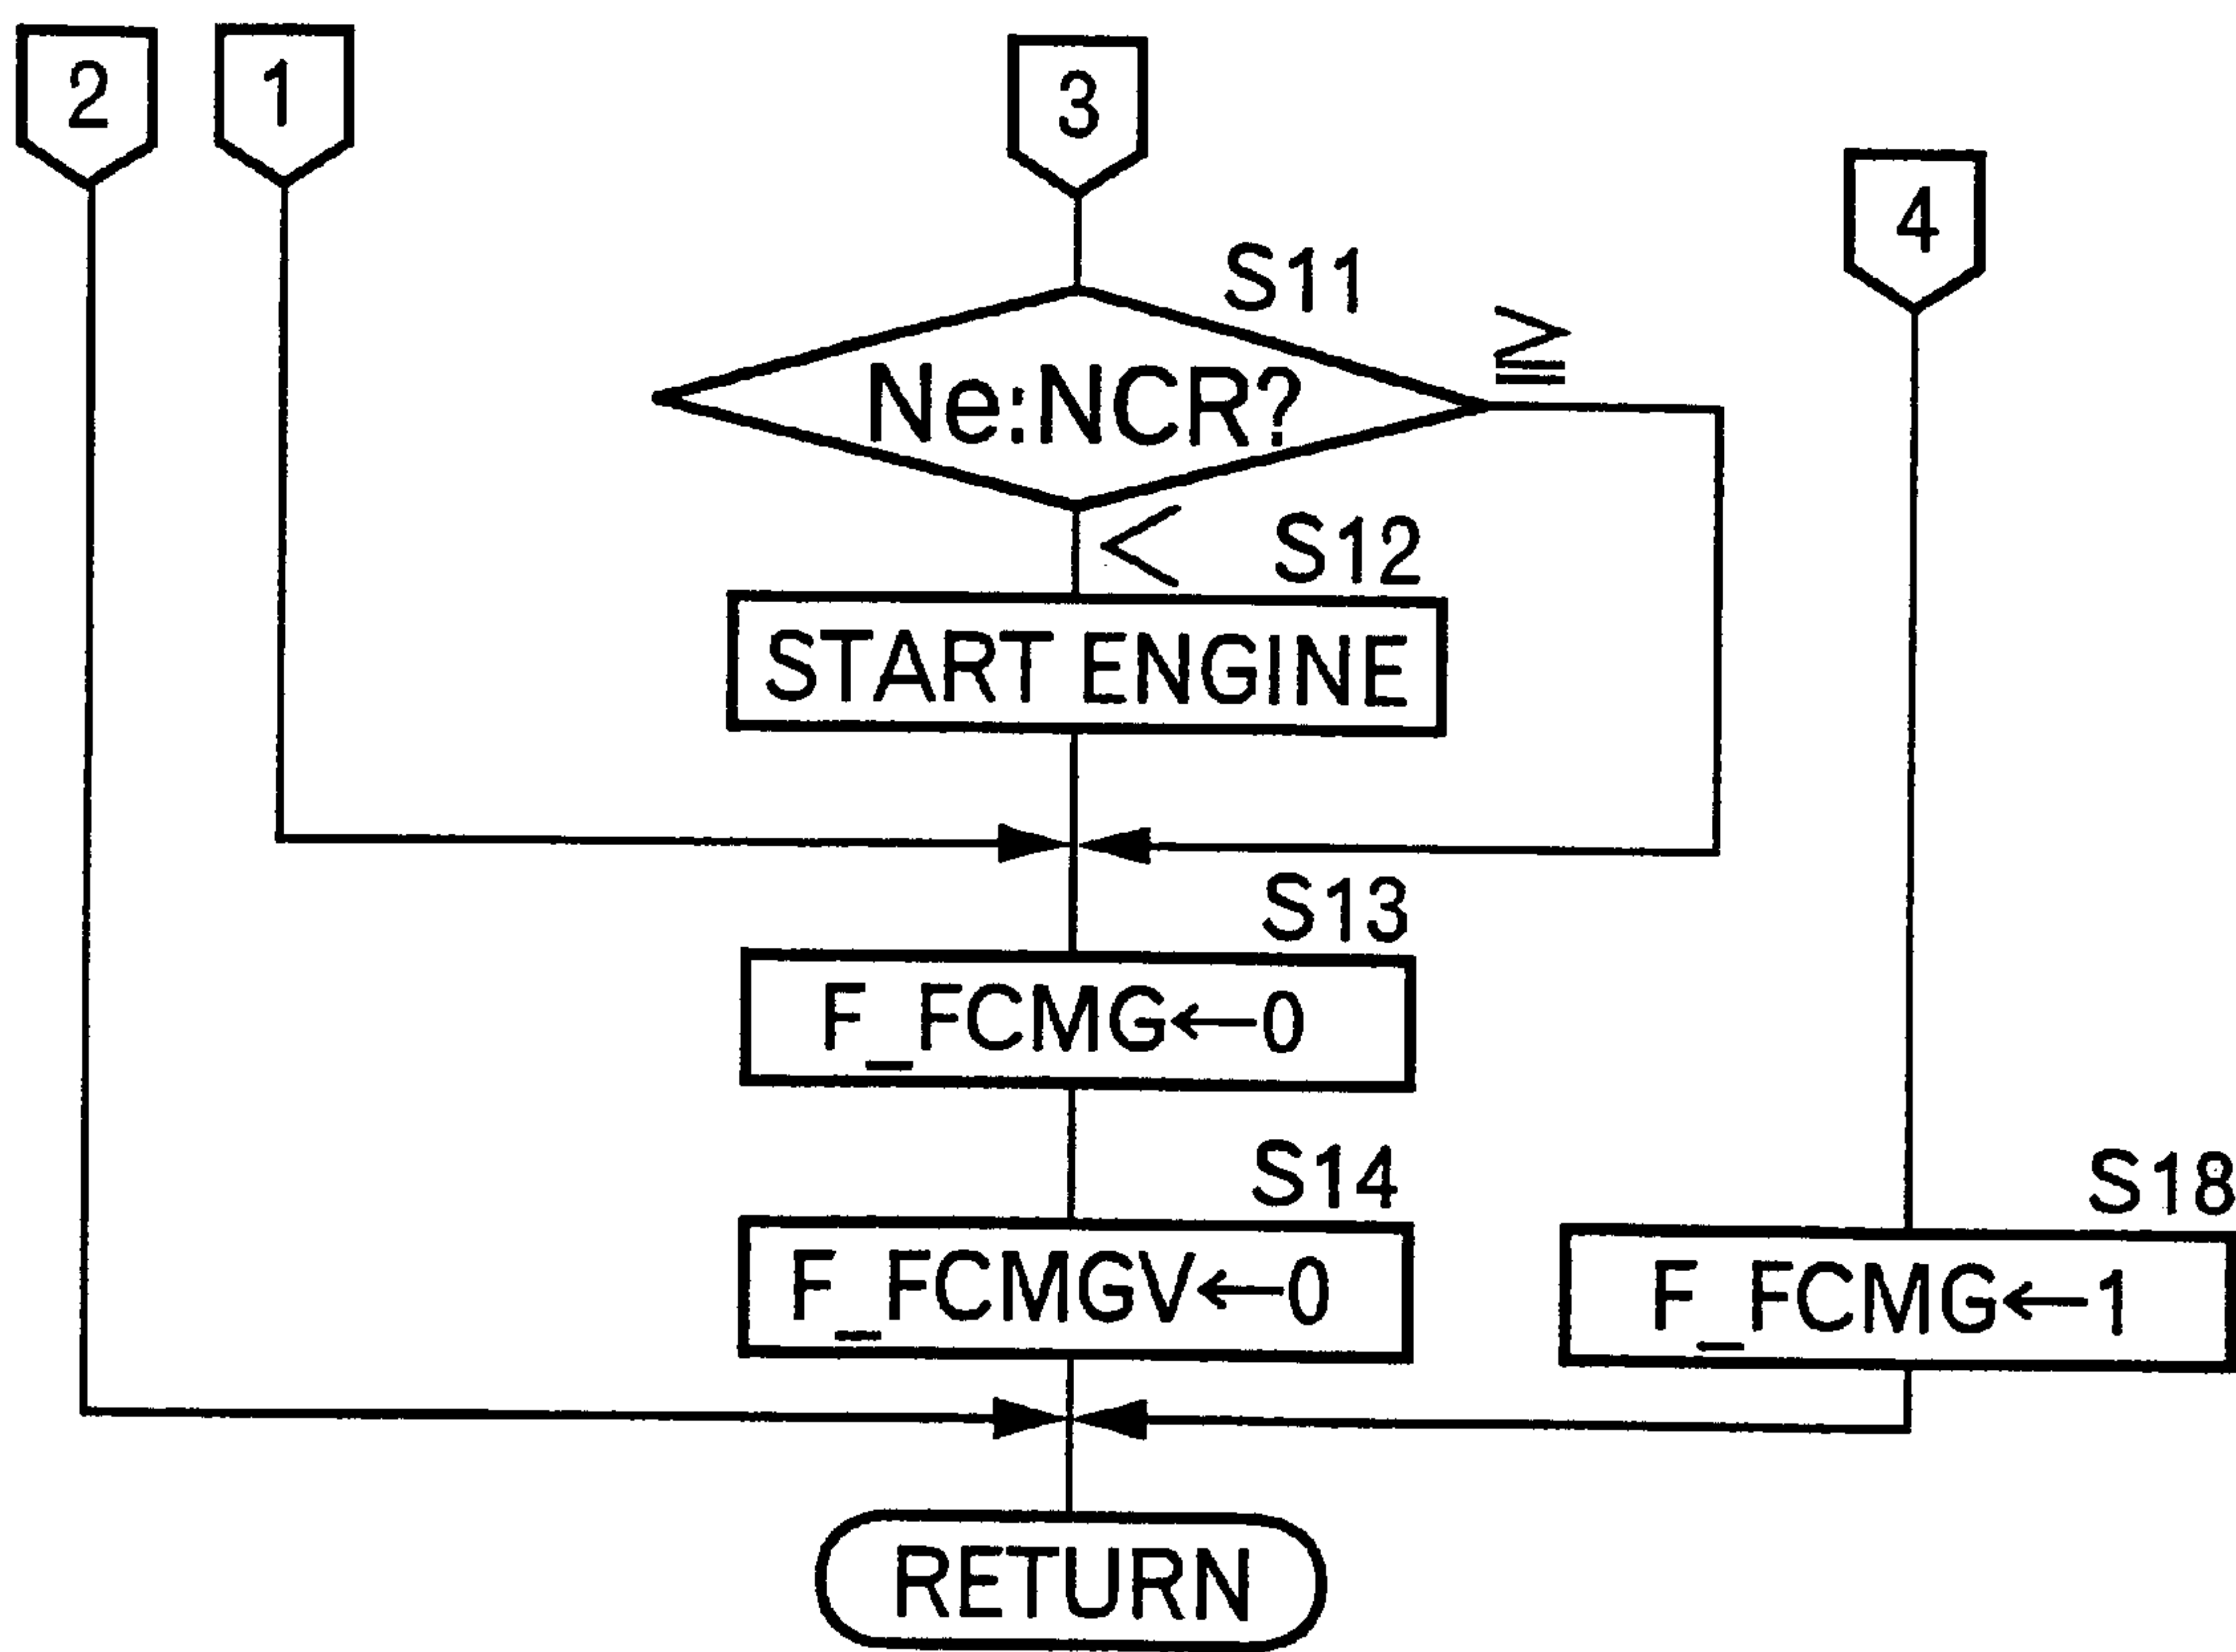 2
1
3
4
S11
≧
Ne:NCR?
<
S12
START ENGINE
S13
F_FCMG←0
S14
F_FCMGV←0
S18
F_FCMG←1
RETURN